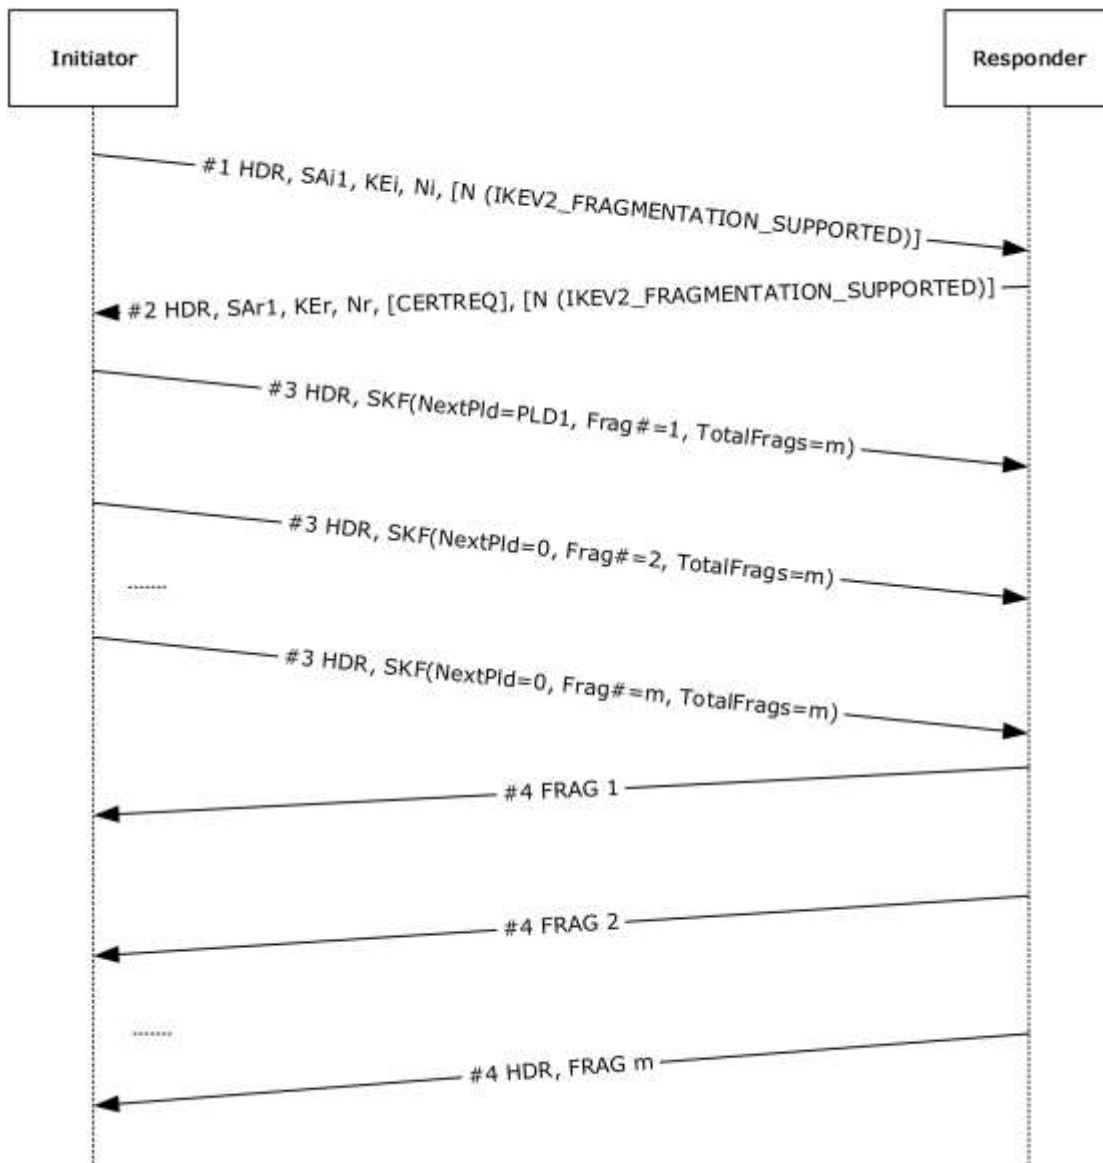 Initiator
Responder
#1 HDR, SAi1, KEi, Ni, [N (IKEV2_FRAGMENTATION_SUPPORTED)]
#2 HDR, SAr1, KEr, Nr, [CERTREQ], [N (IKEV2_FRAGMENTATION_SUPPORTED)]
#3 HDR, SKF(NextPld=PLD1, Frag#=1, TotalFrags=m)
#3 HDR, SKF(NextPld=0, Frag#=2, TotalFrags=m)
.......
#3 HDR, SKF(NextPld=0, Frag#=m, TotalFrags=m)
#4 FRAG 1
#4 FRAG 2
.......
#4 HDR, FRAG m